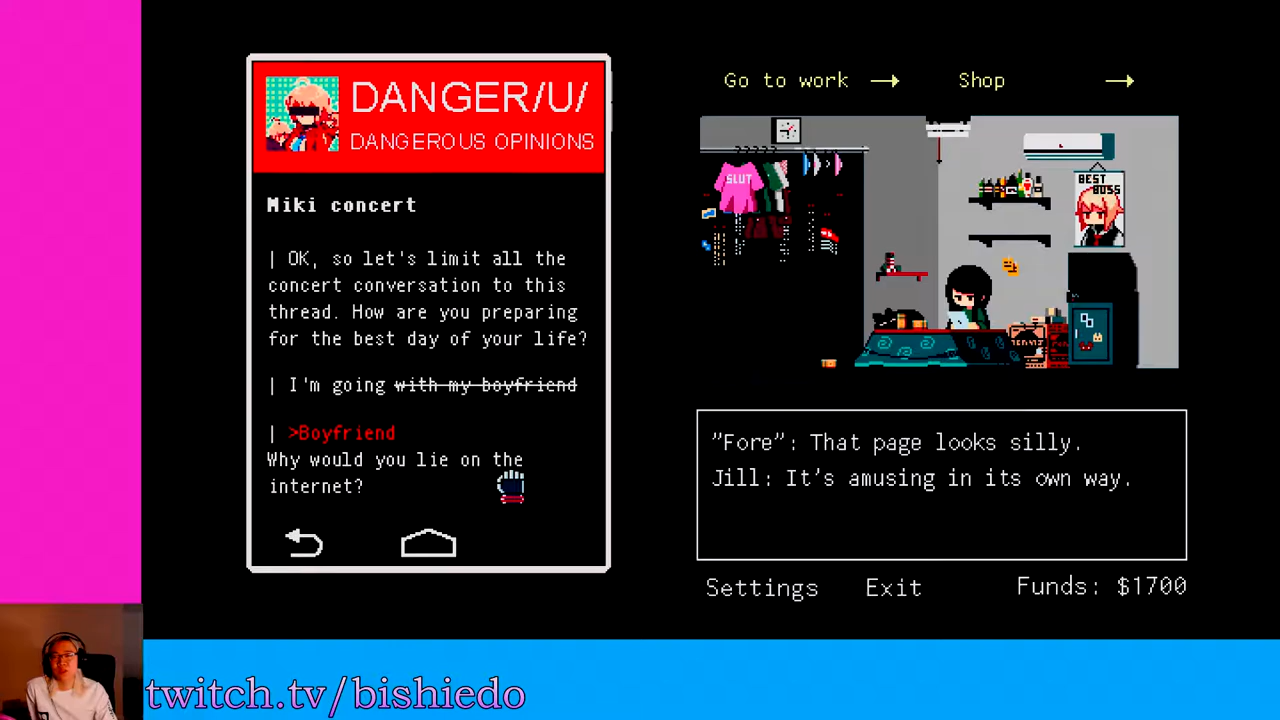 DANGER/U/
DANGEROUS OPINIONS
Miki concert
| OK, so let's limit all the
concert conversation to this
thread. How are you preparing
for the best day of your life?
| I'm going with my boyfriend
| >Boyfriend
Why would you lie on the
internet?
Go to work → Shop →
SLUT
BEST
BOSS
"Fore": That page looks silly.
Jill: It's amusing in its own way.
Settings Exit Funds: $1700
twitch.tv/bishiedo